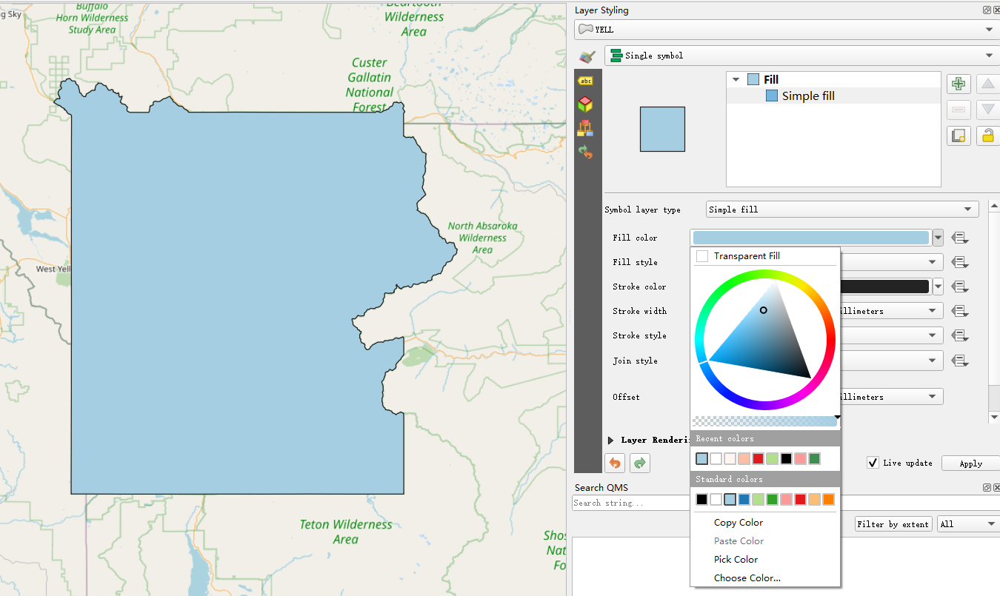 g Sky
Buffalo
Horn Wilderness
Study Area
Beartooth
Wilderness
Area
Custer
Gallatin
National
Forest
North Absaroka
Wilderness
Area
West Yell
Teton Wilderness
Area
Shos
Nat
Fo
Layer Styling
YELL
Single symbol
abc
Fill
Simple fill
Symbol layer type
Simple fill
Fill color
Transparent Fill
Fill style
Stroke color
Stroke width
illimeters
Stroke style
Join style
Offset
illimeters
Layer Renderi
Recent colors
Live update
Apply
Standard colors
Search QMS
Search string...
Filter by extent
All
Copy Color
Paste Color
Pick Color
Choose Color...